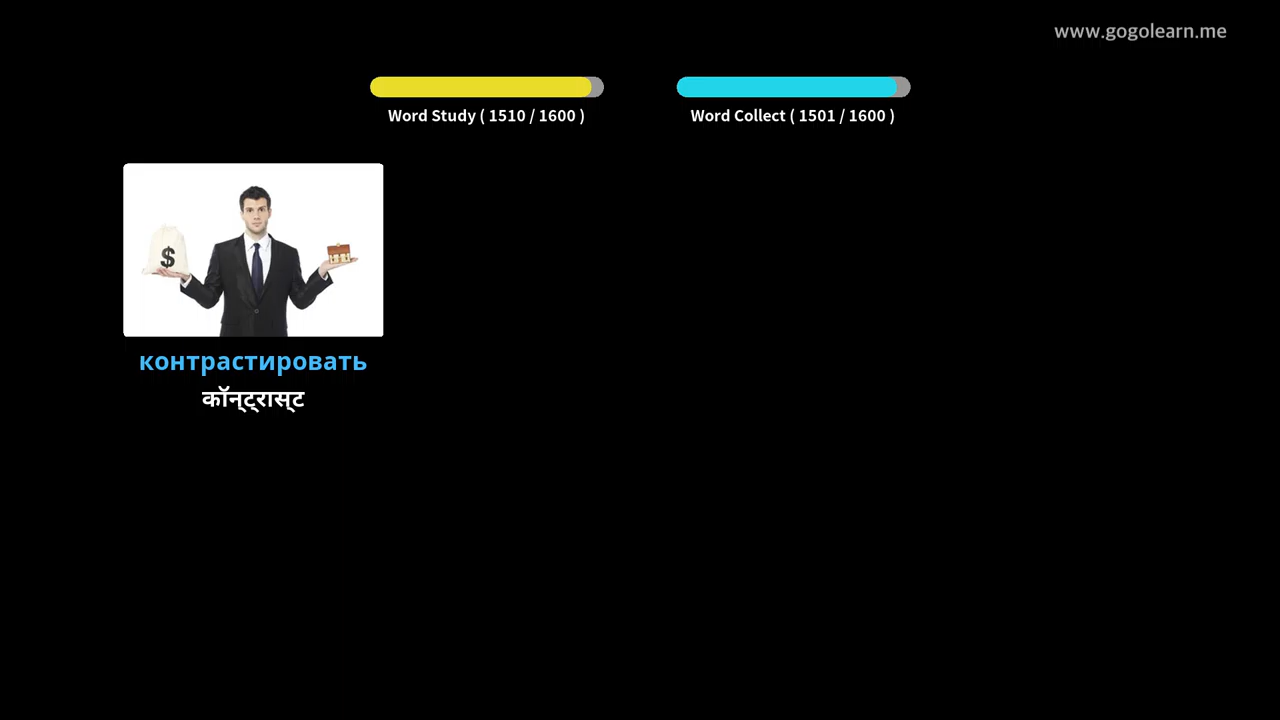 www.gogolearn.me
Word Study ( 1510 / 1600 )
Word Collect ( 1501 / 1600 )
$
контрастировать
कॉन्ट्रास्ट